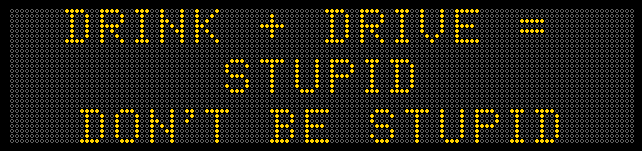 DRINK + DRIVE =
STUPID
DON'T BE STUPID